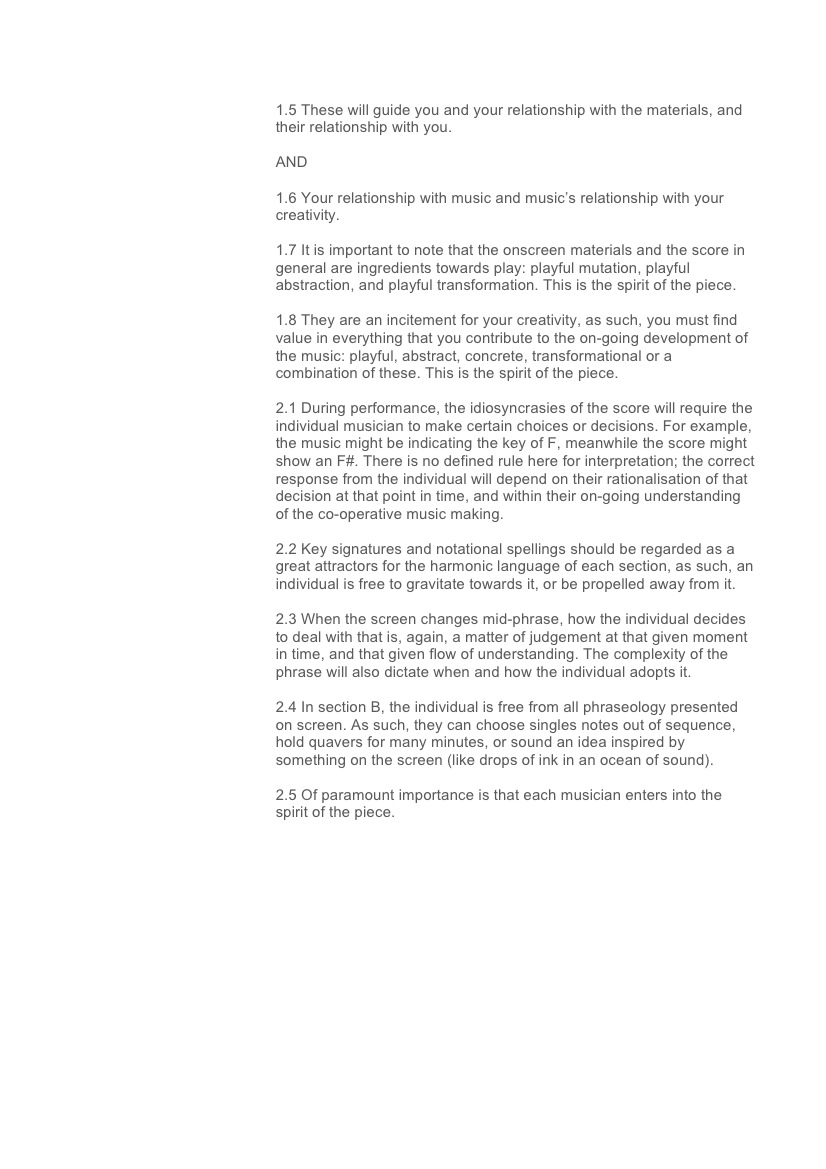 1.5 These will guide you and your relationship with the materials, and
their relationship with you.
AND
1.6 Your relationship with music and music’s relationship with your
creativity.
1.7 It is important to note that the onscreen materials and the score in
general are ingredients towards play: playful mutation, playful
abstraction, and playful transformation. This is the spirit of the piece.
1.8 They are an incitement for your creativity, as such, you must find
value in everything that you contribute to the on-going development of
the music: playful, abstract, concrete, transformational or a
combination of these. This is the spirit of the piece.
2.1 During performance, the idiosyncrasies of the score will require the
individual musician to make certain choices or decisions. For example,
the music might be indicating the key of F, meanwhile the score might
show an F#. There is no defined rule here for interpretation; the correct
response from the individual will depend on their rationalisation of that
decision at that point in time, and within their on-going understanding
of the co-operative music making.
2.2 Key signatures and notational spellings should be regarded as a
great attractors for the harmonic language of each section, as such, an
individual is free to gravitate towards it, or be propelled away from it.
2.3 When the screen changes mid-phrase, how the individual decides
to deal with that is, again, a matter of judgement at that given moment
in time, and that given flow of understanding. The complexity of the
phrase will also dictate when and how the individual adopts it.
2.4 In section B, the individual is free from all phraseology presented
on screen. As such, they can choose singles notes out of sequence,
hold quavers for many minutes, or sound an idea inspired by
something on the screen (like drops of ink in an ocean of sound).
2.5 Of paramount importance is that each musician enters into the
spirit of the piece.